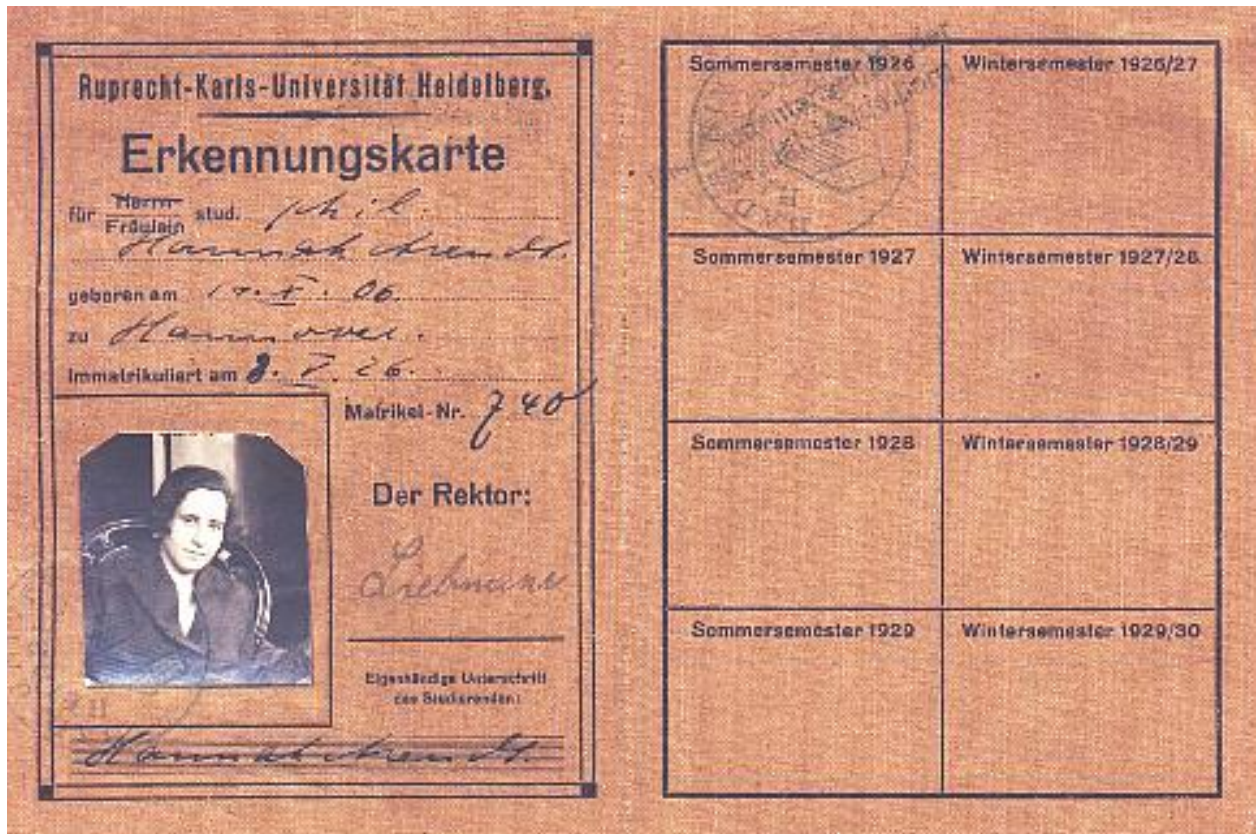 Ruprecht-Karls-Universität Heidelberg.
Erkennungskarte
für Herrn
Fräulein stud. phil.
Hannah Arendt.
geboren am 14. X. 06.
zu Hannover.
Immatrikuliert am 8. V. 26.
Matrikel-Nr. 740
Der Rektor:
Liebmann
Eigenhändige Unterschrift
des Studierenden:
Hannah Arendt.
Sommersemester 1926
Wintersemester 1926/27
Sommersemester 1927
Wintersemester 1927/28
Sommersemester 1928
Wintersemester 1928/29
Sommersemester 1929
Wintersemester 1929/30